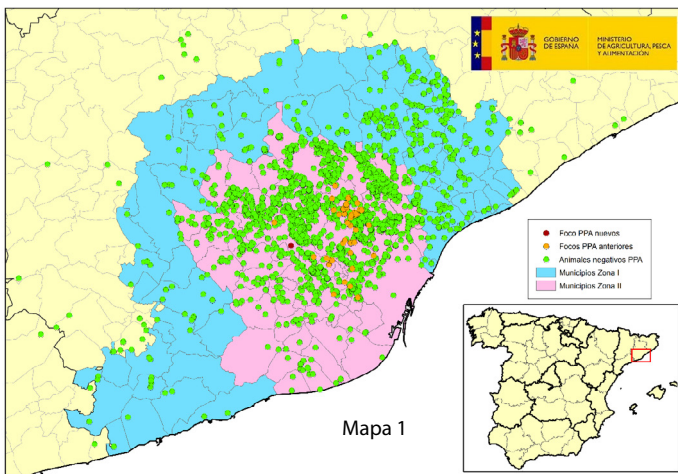 GOBIERNO
DE ESPAÑA
MINISTERIO
DE AGRICULTURA, PESCA
Y ALIMENTACIÓN
Foco PPA nuevos
Focos PPA anteriores
Animales negativos PPA
Municipios Zona I
Municipios Zona II
Mapa 1